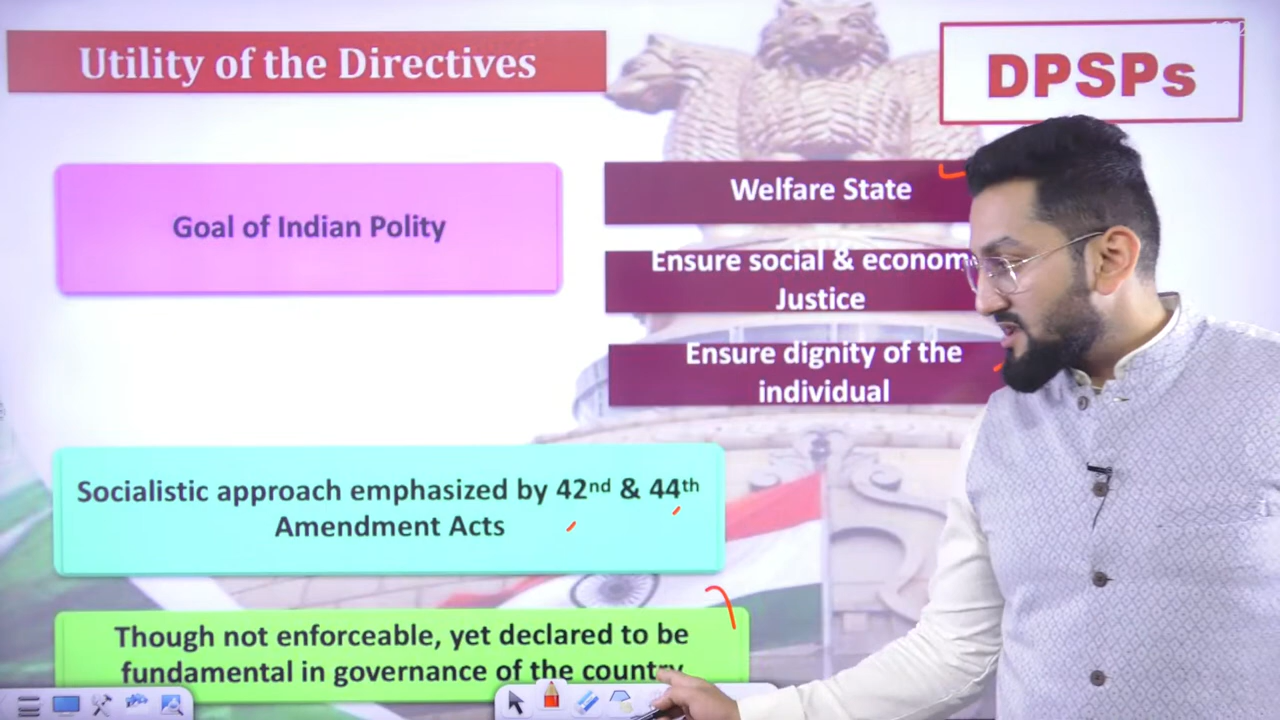 Utility of the Directives
DPSPs
Goal of Indian Polity
Welfare State
Ensure social & econom
Justice
Ensure dignity of the
individual
Socialistic approach emphasized by 42nd & 44th
Amendment Acts
Though not enforceable, yet declared to be
fundamental in governance of the country